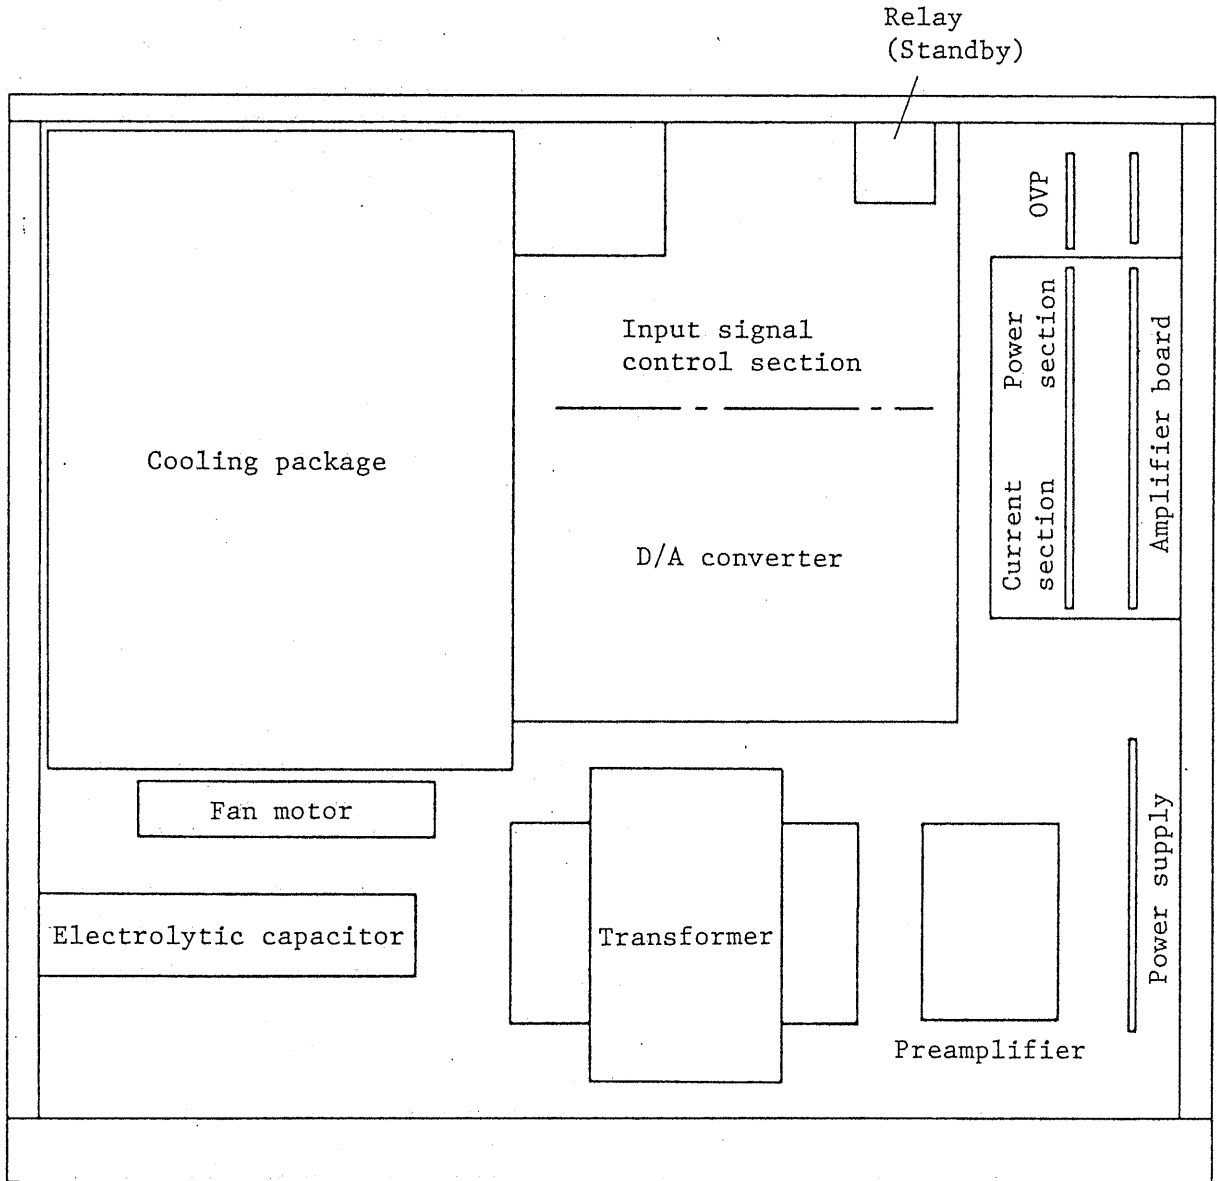 Relay
(Standby)
OVP
Power
section
Input signal
control section
Amplifier board
Cooling package
Current
section
D/A converter
Fan motor
Power supply
Electrolytic capacitor
Transformer
Preamplifier